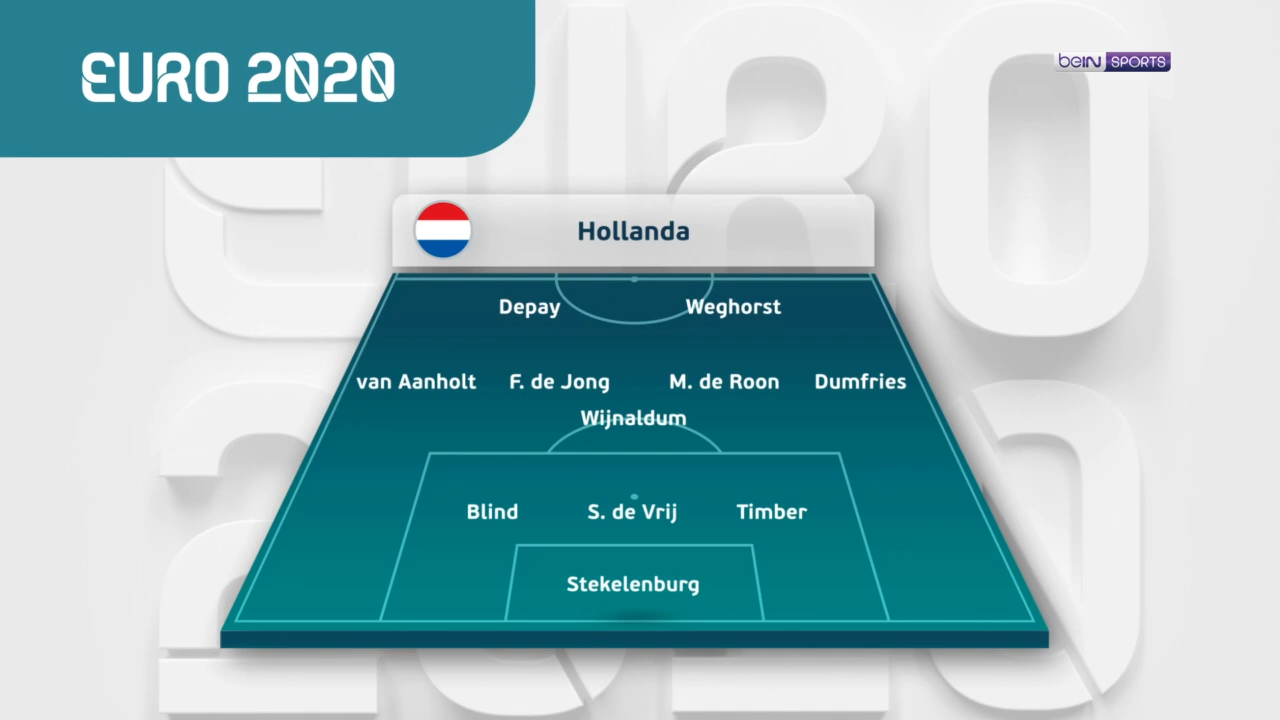 EURO 2020
beIN SPORTS
Hollanda
Depay Weghorst
van Aanholt F. de Jong M. de Roon Dumfries
Wijnaldum
Blind S. de Vrij Timber
Stekelenburg